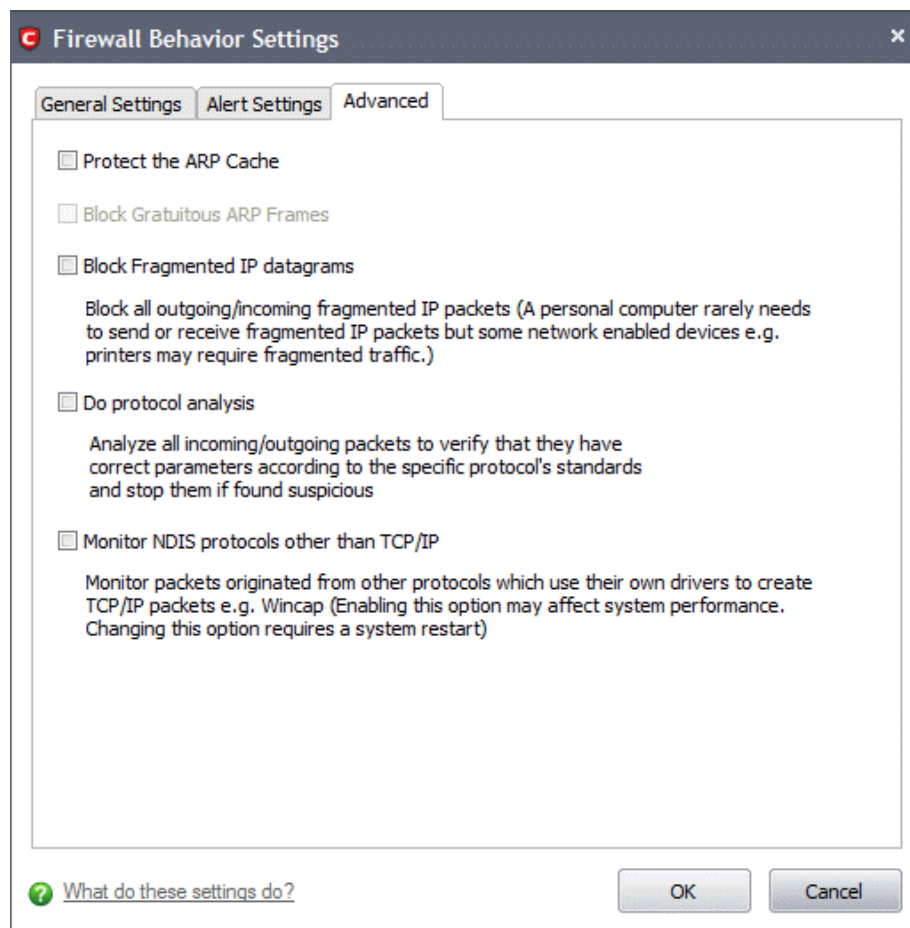 Firewall Behavior Settings
General Settings
Alert Settings
Advanced
Protect the ARP Cache
Block Gratuitous ARP Frames
Block Fragmented IP datagrams
Block all outgoing/incoming fragmented IP packets (A personal computer rarely needs
to send or receive fragmented IP packets but some network enabled devices e.g.
printers may require fragmented traffic.)
Do protocol analysis
Analyze all incoming/outgoing packets to verify that they have
correct parameters according to the specific protocol's standards
and stop them if found suspicious
Monitor NDIS protocols other than TCP/IP
Monitor packets originated from other protocols which use their own drivers to create
TCP/IP packets e.g. Wincap (Enabling this option may affect system performance.
Changing this option requires a system restart)
What do these settings do?
OK
Cancel